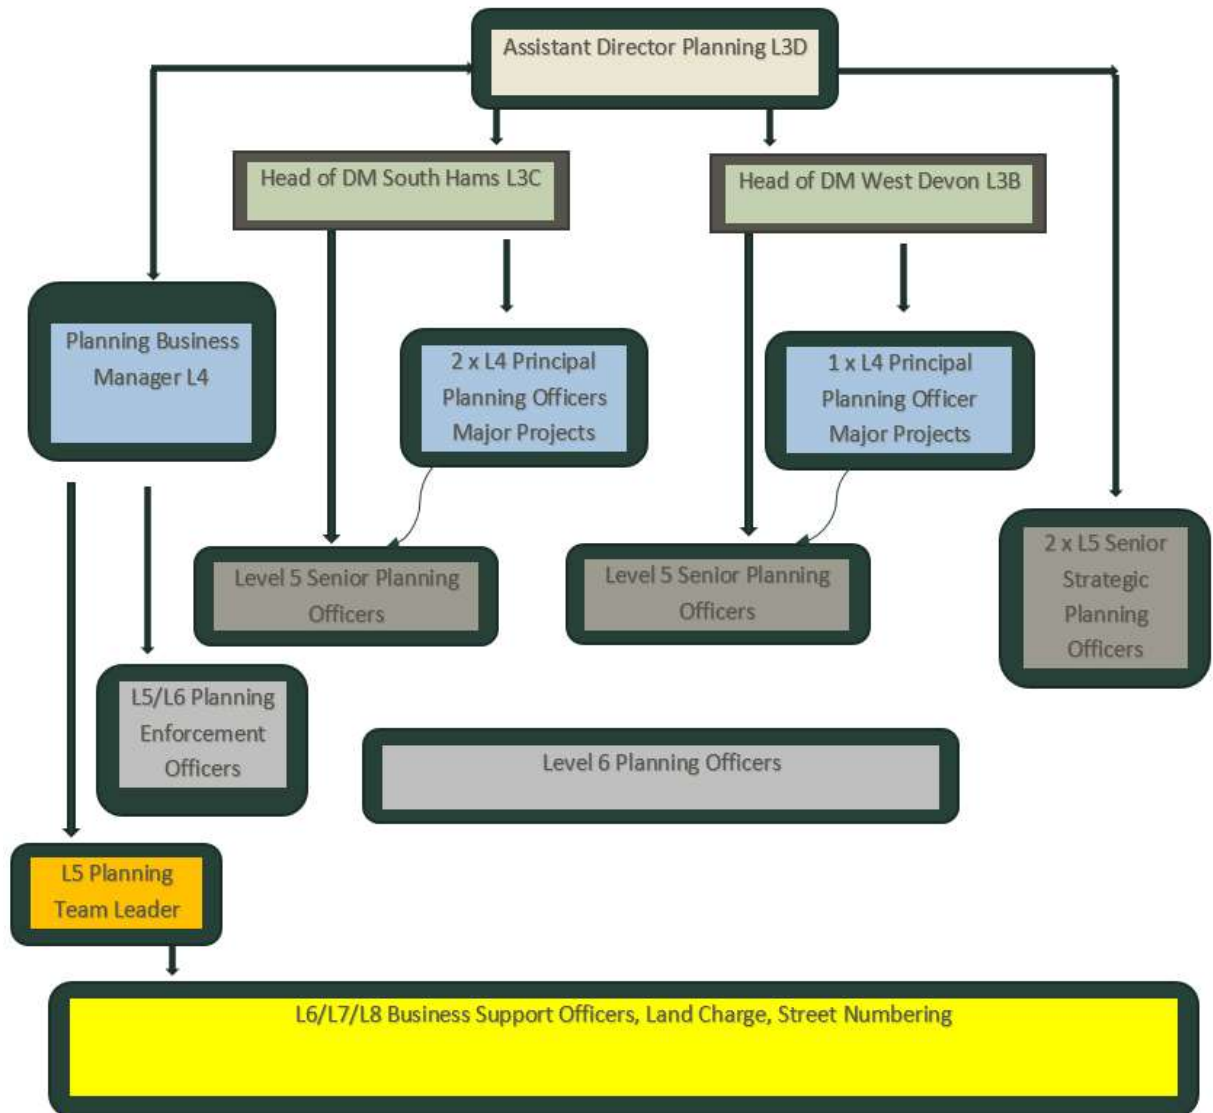 Assistant Director Planning L3D
Head of DM South Hams L3C
Head of DM West Devon L3B
Planning Business
Manager L4
2 x L4 Principal
Planning Officers
Major Projects
1 x L4 Principal
Planning Officer
Major Projects
Level 5 Senior Planning
Officers
Level 5 Senior Planning
Officers
2 x L5 Senior
Strategic
Planning
Officers
L5/L6 Planning
Enforcement
Officers
Level 6 Planning Officers
L5 Planning
Team Leader
L6/L7/L8 Business Support Officers, Land Charge, Street Numbering